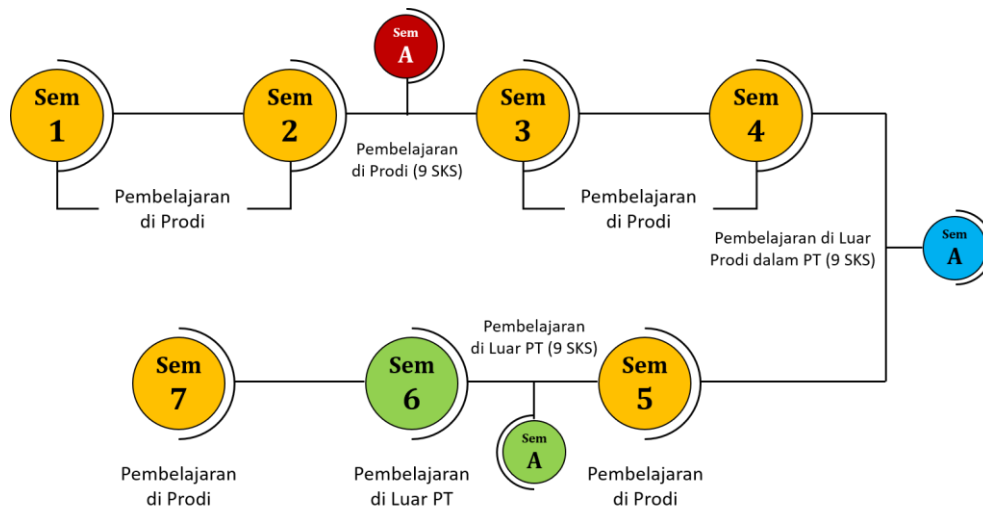 Sem
A
Sem
1
Sem
2
Sem
3
Sem
4
Pembelajaran
di Prodi (9 SKS)
Pembelajaran
di Prodi
Pembelajaran
di Prodi
Pembelajaran di Luar
Prodi dalam PT (9 SKS)
Sem
A
Pembelajaran
di Luar PT (9 SKS)
Sem
7
Sem
6
Sem
5
Sem
A
Pembelajaran
di Prodi
Pembelajaran
di Luar PT
Pembelajaran
di Prodi